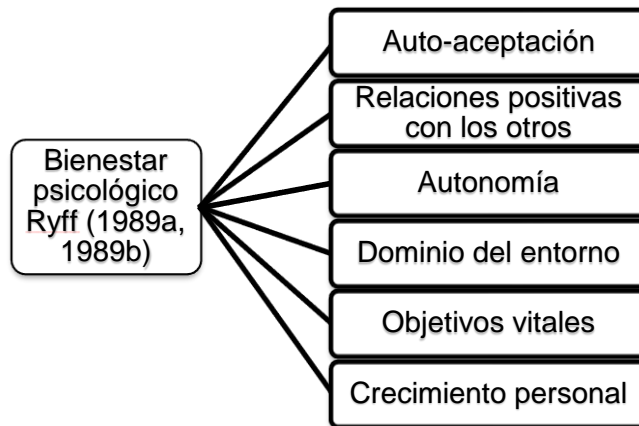 Bienestar
psicológico
Ryff (1989a,
1989b)
Auto-aceptación
Relaciones positivas
con los otros
Autonomía
Dominio del entorno
Objetivos vitales
Crecimiento personal